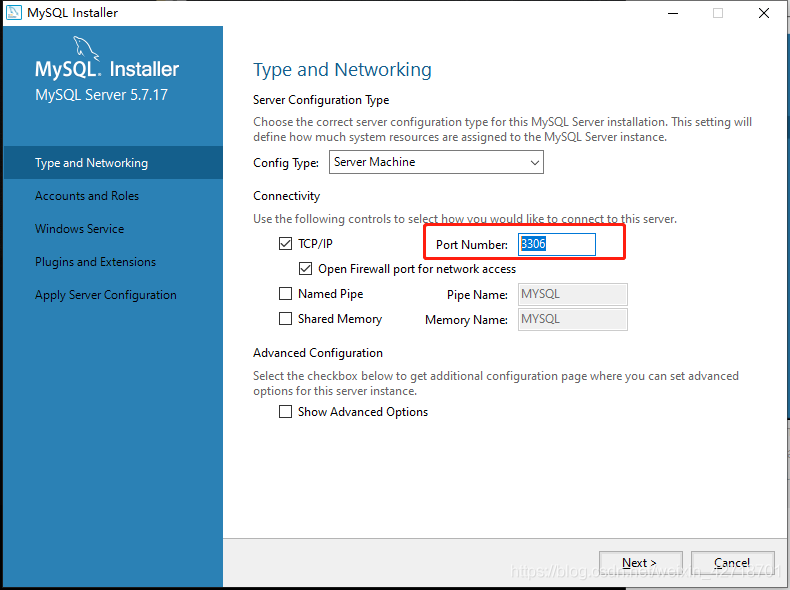 MySQL Installer
MySQL. Installer
MySQL Server 5.7.17
Type and Networking
Accounts and Roles
Windows Service
Plugins and Extensions
Apply Server Configuration
Type and Networking
Server Configuration Type
Choose the correct server configuration type for this MySQL Server installation. This setting will
define how much system resources are assigned to the MySQL Server instance.
Config Type: Server Machine
Connectivity
Use the following controls to select how you would like to connect to this server.
TCP/IP Port Number: 3306
Open Firewall port for network access
Named Pipe Pipe Name: MYSQL
Shared Memory Memory Name: MYSQL
Advanced Configuration
Select the checkbox below to get additional configuration page where you can set advanced
options for this server instance.
Show Advanced Options
Next > Cancel